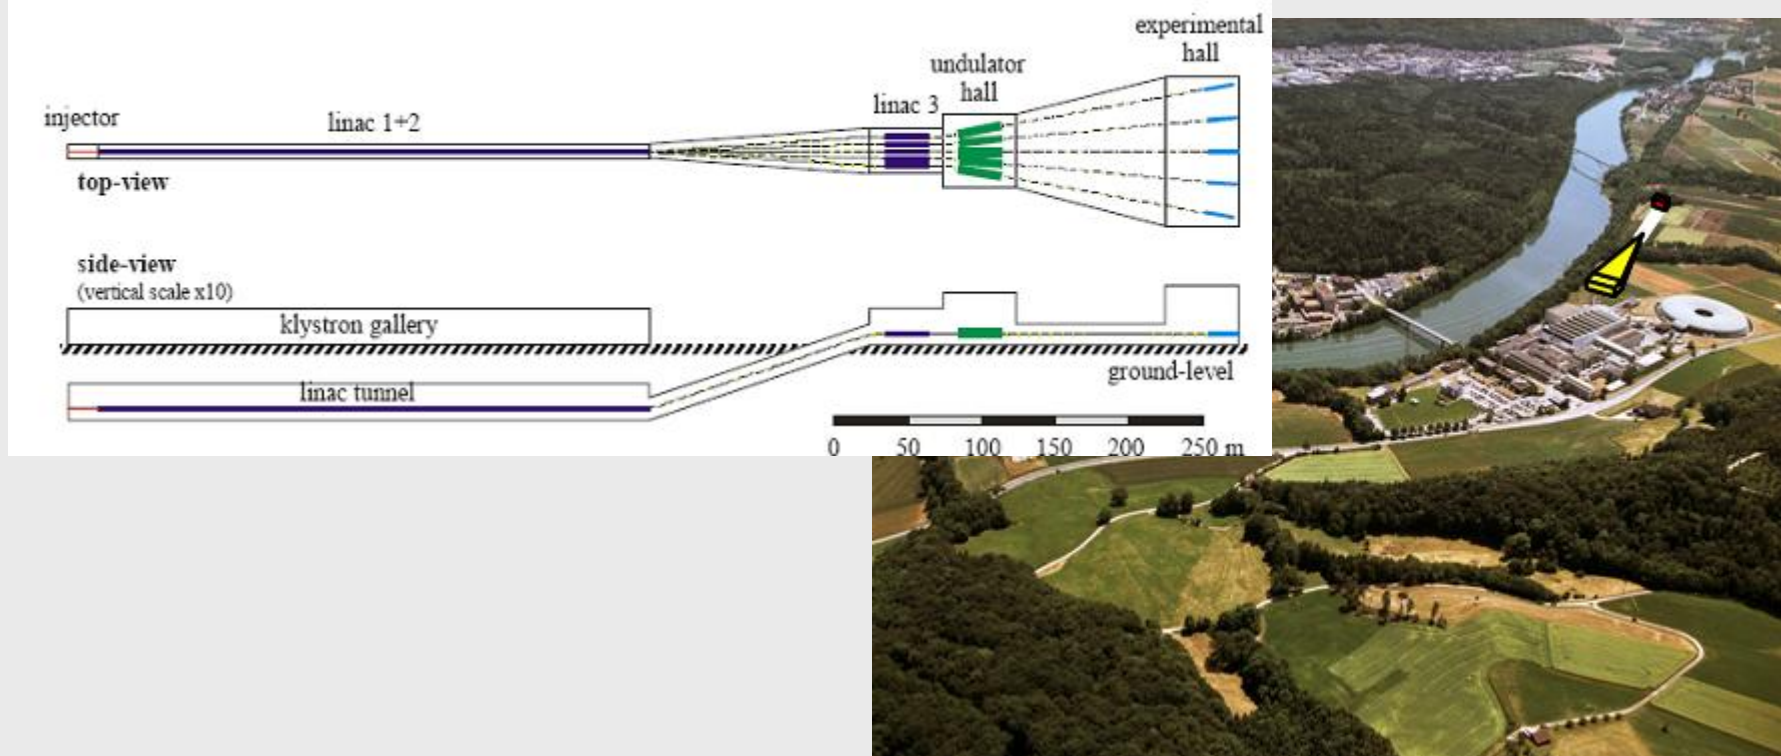 experimental
hall
undulator
hall
linac 3
injector
linac 1+2
top-view
side-view
(vertical scale x10)
klystron gallery
linac tunnel
ground-level
0 50 100 150 200 250 m